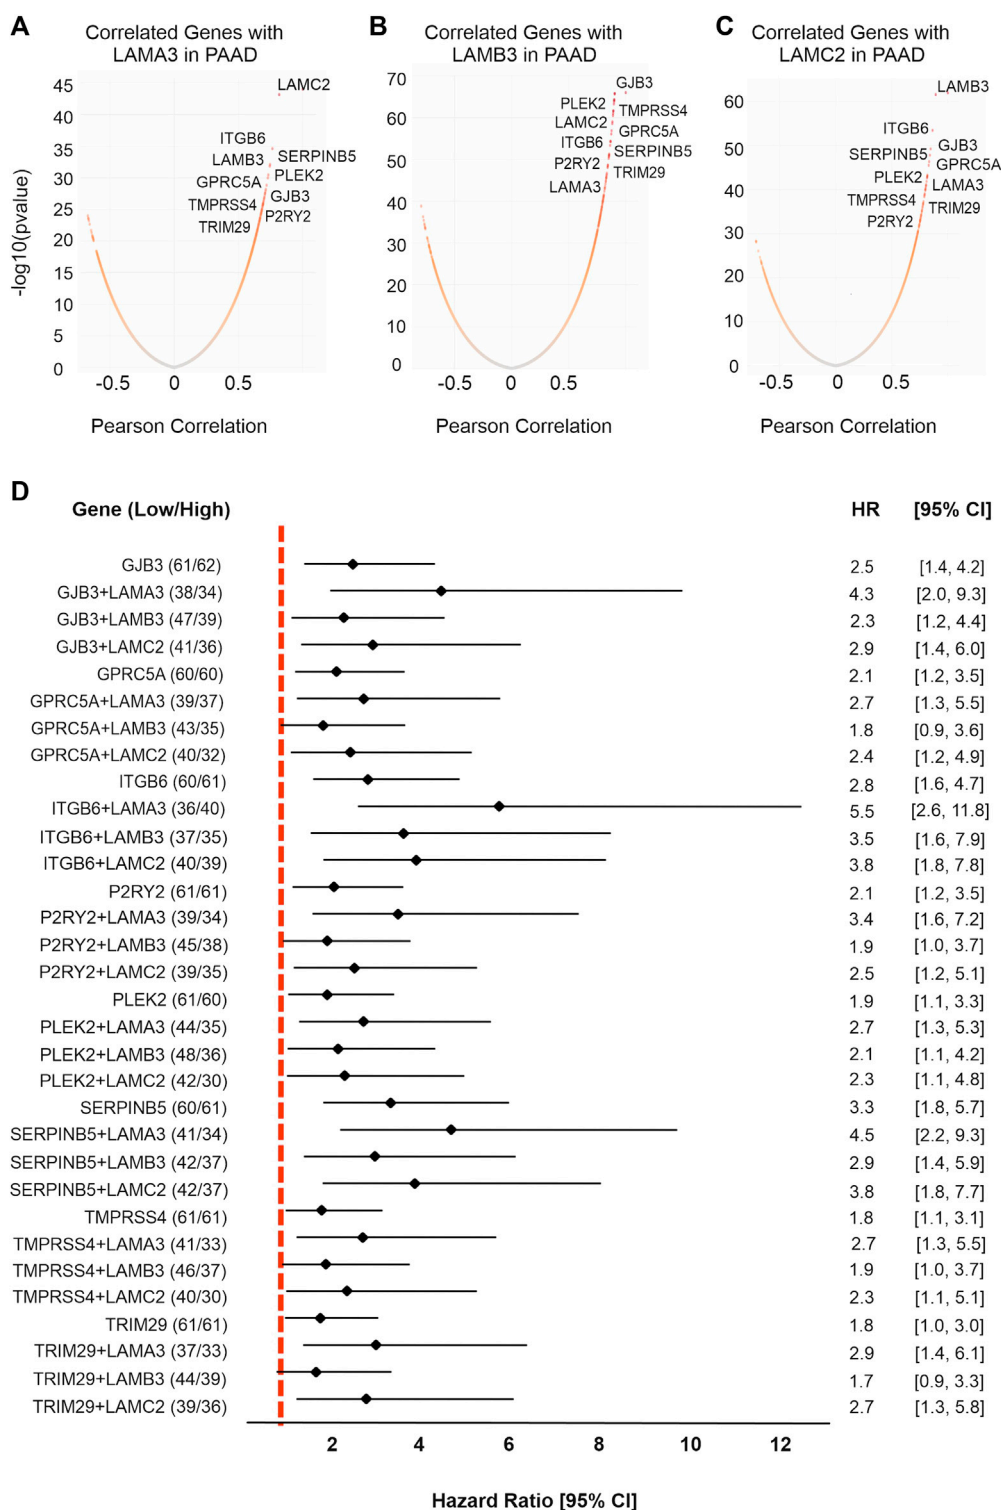 A
Correlated Genes with
LAMA3 in PAAD
45
40
35
30
25
20
15
10
5
0
-log10(pvalue)
LAMC2
ITGB6
LAMB3
SERPINB5
GPRC5A
PLEK2
TMPRSS4
GJB3
TRIM29
P2RY2
-0.5 0 0.5
Pearson Correlation
B
Correlated Genes with
LAMB3 in PAAD
70
60
50
40
30
20
10
0
GJB3
PLEK2
TMPRSS4
LAMC2
GPRC5A
ITGB6
SERPINB5
P2RY2
TRIM29
LAMA3
-0.5 0 0.5
Pearson Correlation
C
Correlated Genes with
LAMC2 in PAAD
60
50
40
30
20
10
0
LAMB3
ITGB6
GJB3
SERPINB5
GPRC5A
PLEK2
LAMA3
TMPRSS4
TRIM29
P2RY2
-0.5 0 0.5
Pearson Correlation
D
Gene (Low/High) HR [95% CI]
GJB3 (61/62) 2.5 [1.4, 4.2]
GJB3+LAMA3 (38/34) 4.3 [2.0, 9.3]
GJB3+LAMB3 (47/39) 2.3 [1.2, 4.4]
GJB3+LAMC2 (41/36) 2.9 [1.4, 6.0]
GPRC5A (60/60) 2.1 [1.2, 3.5]
GPRC5A+LAMA3 (39/37) 2.7 [1.3, 5.5]
GPRC5A+LAMB3 (43/35) 1.8 [0.9, 3.6]
GPRC5A+LAMC2 (40/32) 2.4 [1.2, 4.9]
ITGB6 (60/61) 2.8 [1.6, 4.7]
ITGB6+LAMA3 (36/40) 5.5 [2.6, 11.8]
ITGB6+LAMB3 (37/35) 3.5 [1.6, 7.9]
ITGB6+LAMC2 (40/39) 3.8 [1.8, 7.8]
P2RY2 (61/61) 2.1 [1.2, 3.5]
P2RY2+LAMA3 (39/34) 3.4 [1.6, 7.2]
P2RY2+LAMB3 (45/38) 1.9 [1.0, 3.7]
P2RY2+LAMC2 (39/35) 2.5 [1.2, 5.1]
PLEK2 (61/60) 1.9 [1.1, 3.3]
PLEK2+LAMA3 (44/35) 2.7 [1.3, 5.3]
PLEK2+LAMB3 (48/36) 2.1 [1.1, 4.2]
PLEK2+LAMC2 (42/30) 2.3 [1.1, 4.8]
SERPINB5 (60/61) 3.3 [1.8, 5.7]
SERPINB5+LAMA3 (41/34) 4.5 [2.2, 9.3]
SERPINB5+LAMB3 (42/37) 2.9 [1.4, 5.9]
SERPINB5+LAMC2 (42/37) 3.8 [1.8, 7.7]
TMPRSS4 (61/61) 1.8 [1.1, 3.1]
TMPRSS4+LAMA3 (41/33) 2.7 [1.3, 5.5]
TMPRSS4+LAMB3 (46/37) 1.9 [1.0, 3.7]
TMPRSS4+LAMC2 (40/30) 2.3 [1.1, 5.1]
TRIM29 (61/61) 1.8 [1.0, 3.0]
TRIM29+LAMA3 (37/33) 2.9 [1.4, 6.1]
TRIM29+LAMB3 (44/39) 1.7 [0.9, 3.3]
TRIM29+LAMC2 (39/36) 2.7 [1.3, 5.8]
2 4 6 8 10 12
Hazard Ratio [95% CI]